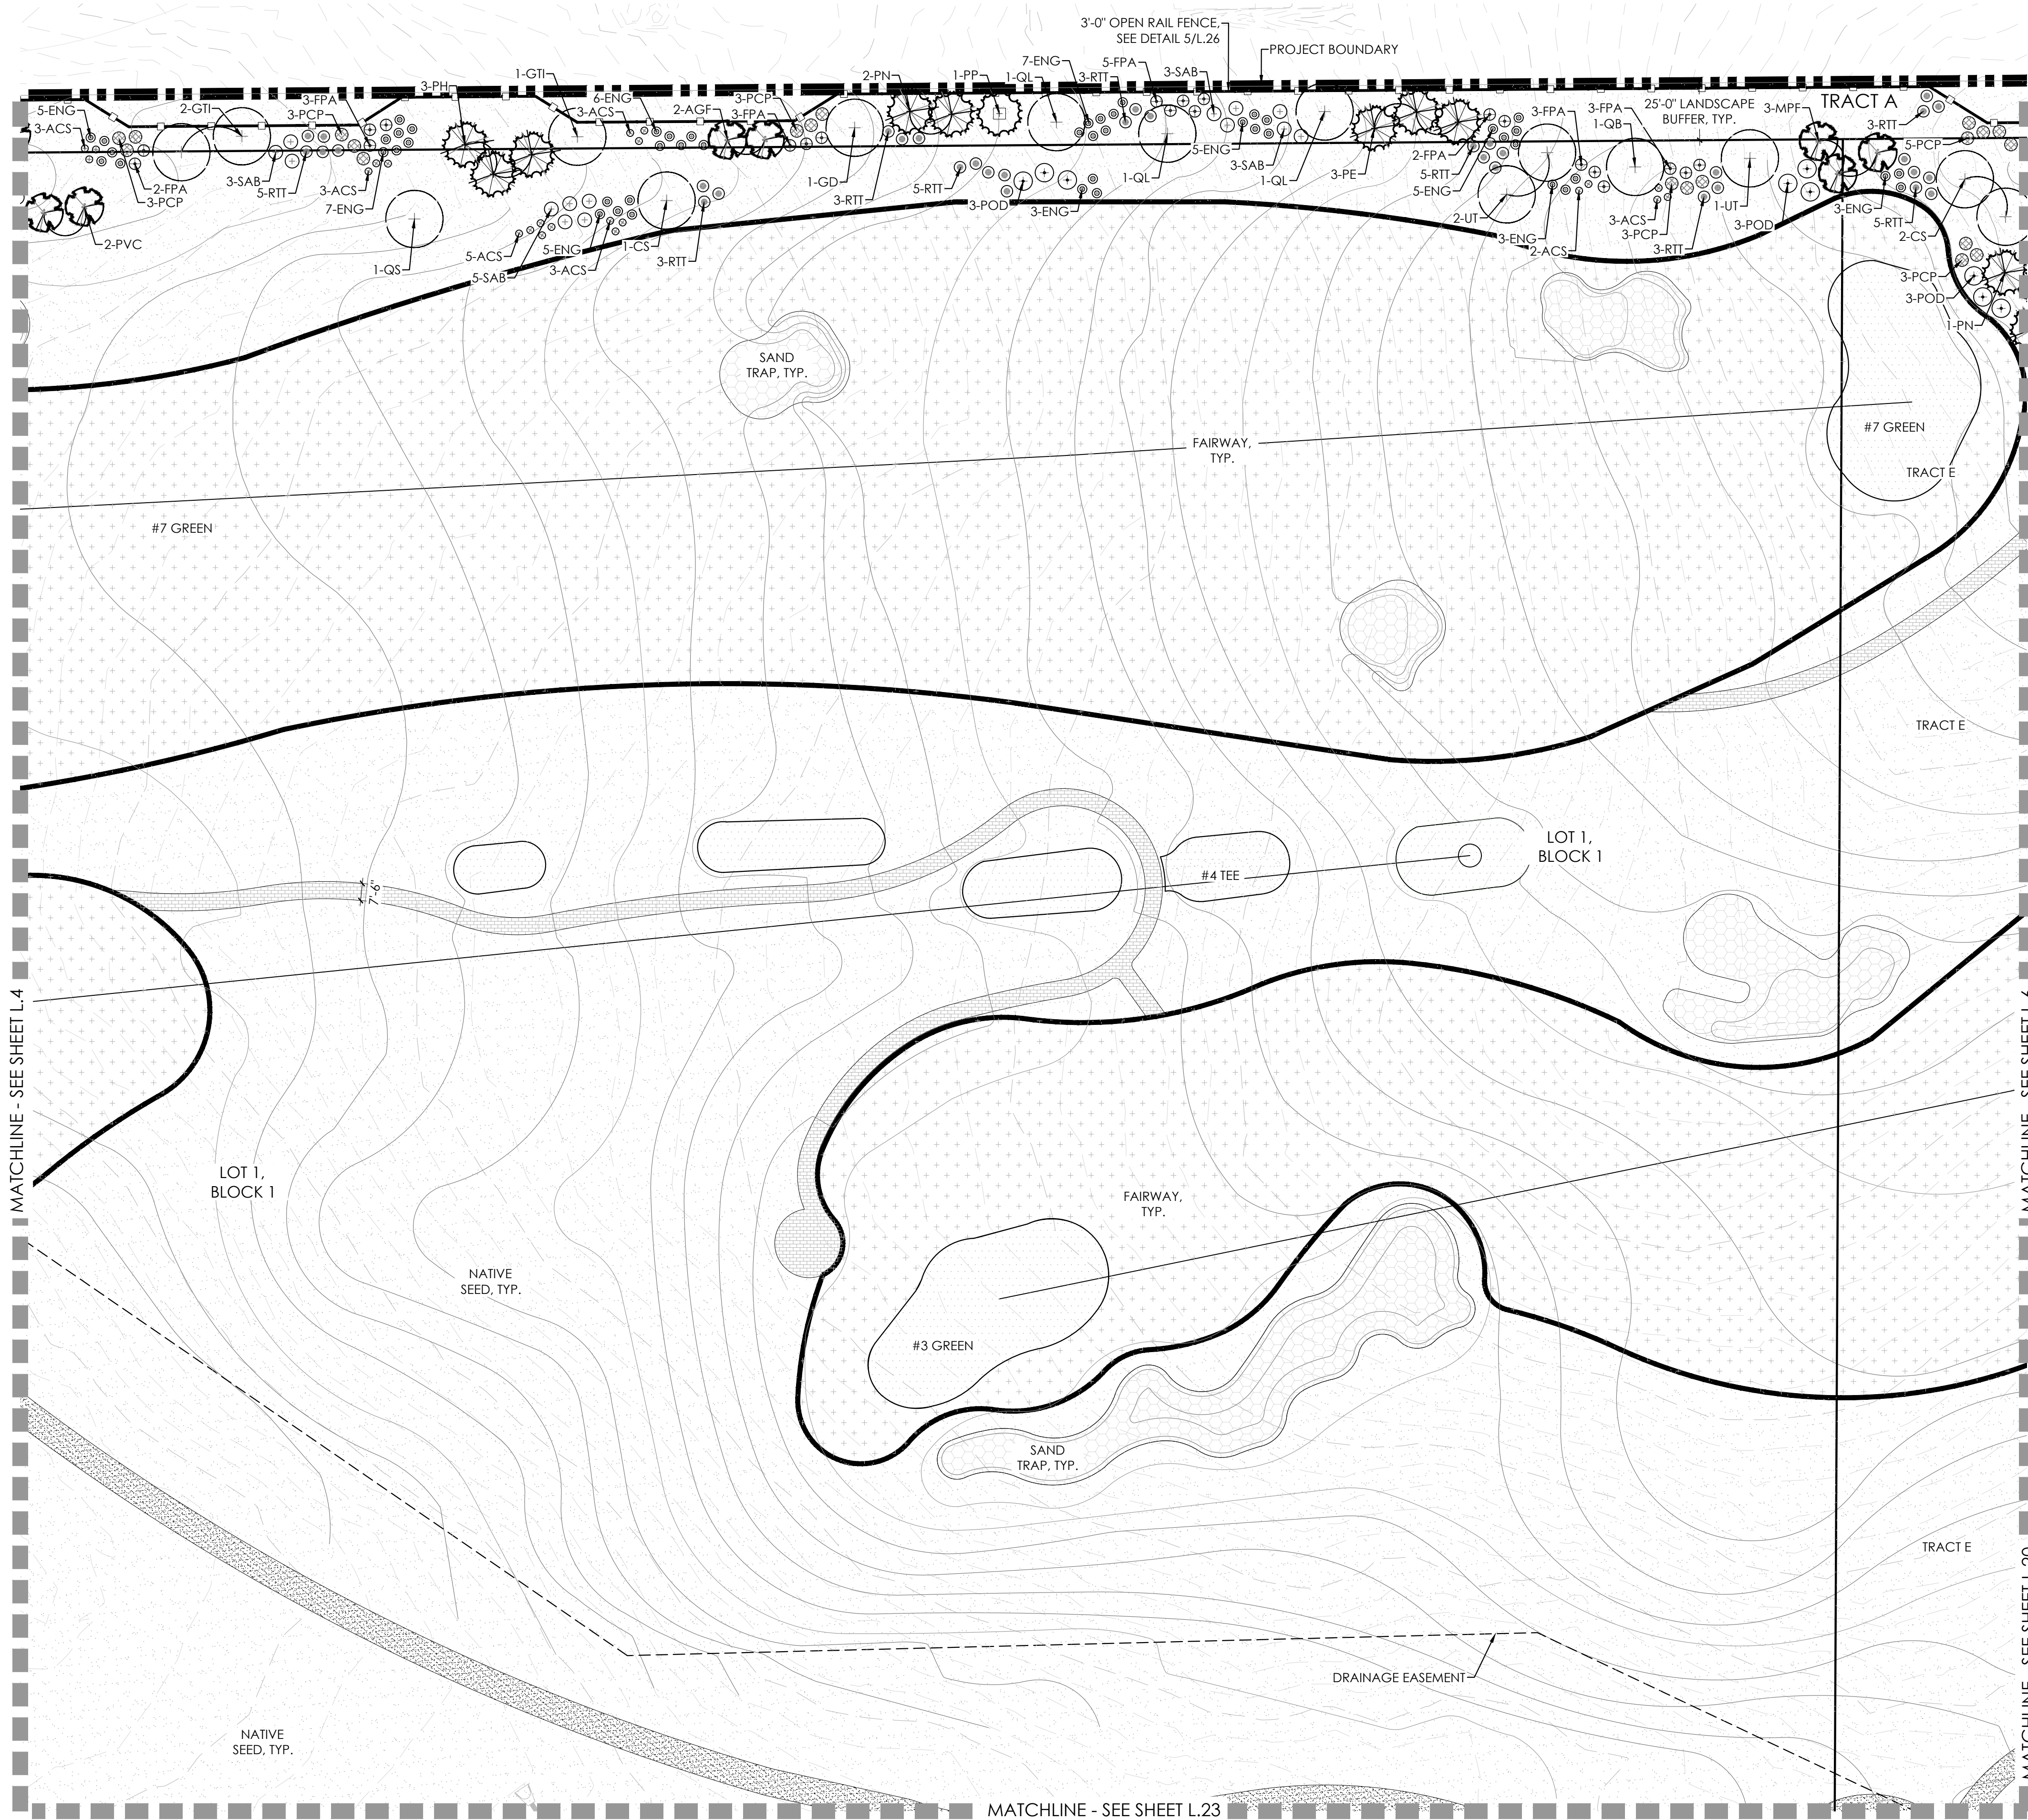 3'-0" OPEN RAIL FENCE,
SEE DETAIL 5/L.26
PROJECT BOUNDARY
5-ENG
3-ACS
2-GTI
3-FPA
3-PCP
3-PH
1-GTI
6-ENG
3-ACS
2-AGF
3-PCP
3-FPA
2-PN
1-PP
1-QL
7-ENG
3-RTT
5-FPA
3-SAB
3-FPA
3-FPA
1-QB
25'-0" LANDSCAPE
BUFFER, TYP.
3-MPF
TRACT A
3-RTT
5-PCP
2-FPA
3-PCP
3-SAB
5-RTT
3-ACS
7-ENG
1-GD
3-RTT
5-RTT
3-POD
3-ENG
1-QL
5-ENG
3-SAB
1-QL
3-PE
2-FPA
5-RTT
5-ENG
2-UT
3-ENG
2-ACS
3-ACS
3-PCP
3-RTT
1-UT
3-POD
3-ENG
5-RTT
2-CS
2-PVC
1-QS
5-ACS
5-SAB
5-ENG
3-ACS
1-CS
3-RTT
3-PCP
3-POD
1-PN
SAND
TRAP, TYP.
FAIRWAY,
TYP.
#7 GREEN
TRACT E
#7 GREEN
TRACT E
LOT 1,
BLOCK 1
#4 TEE
7'-6"
MATCHLINE - SEE SHEET L.4
LOT 1,
BLOCK 1
FAIRWAY,
TYP.
NATIVE
SEED, TYP.
#3 GREEN
SAND
TRAP, TYP.
TRACT E
DRAINAGE EASEMENT
NATIVE
SEED, TYP.
MATCHLINE - SEE SHEET L.23
MATCHLINE - SEE SHEET
MATCHLINE - SEE SHEET